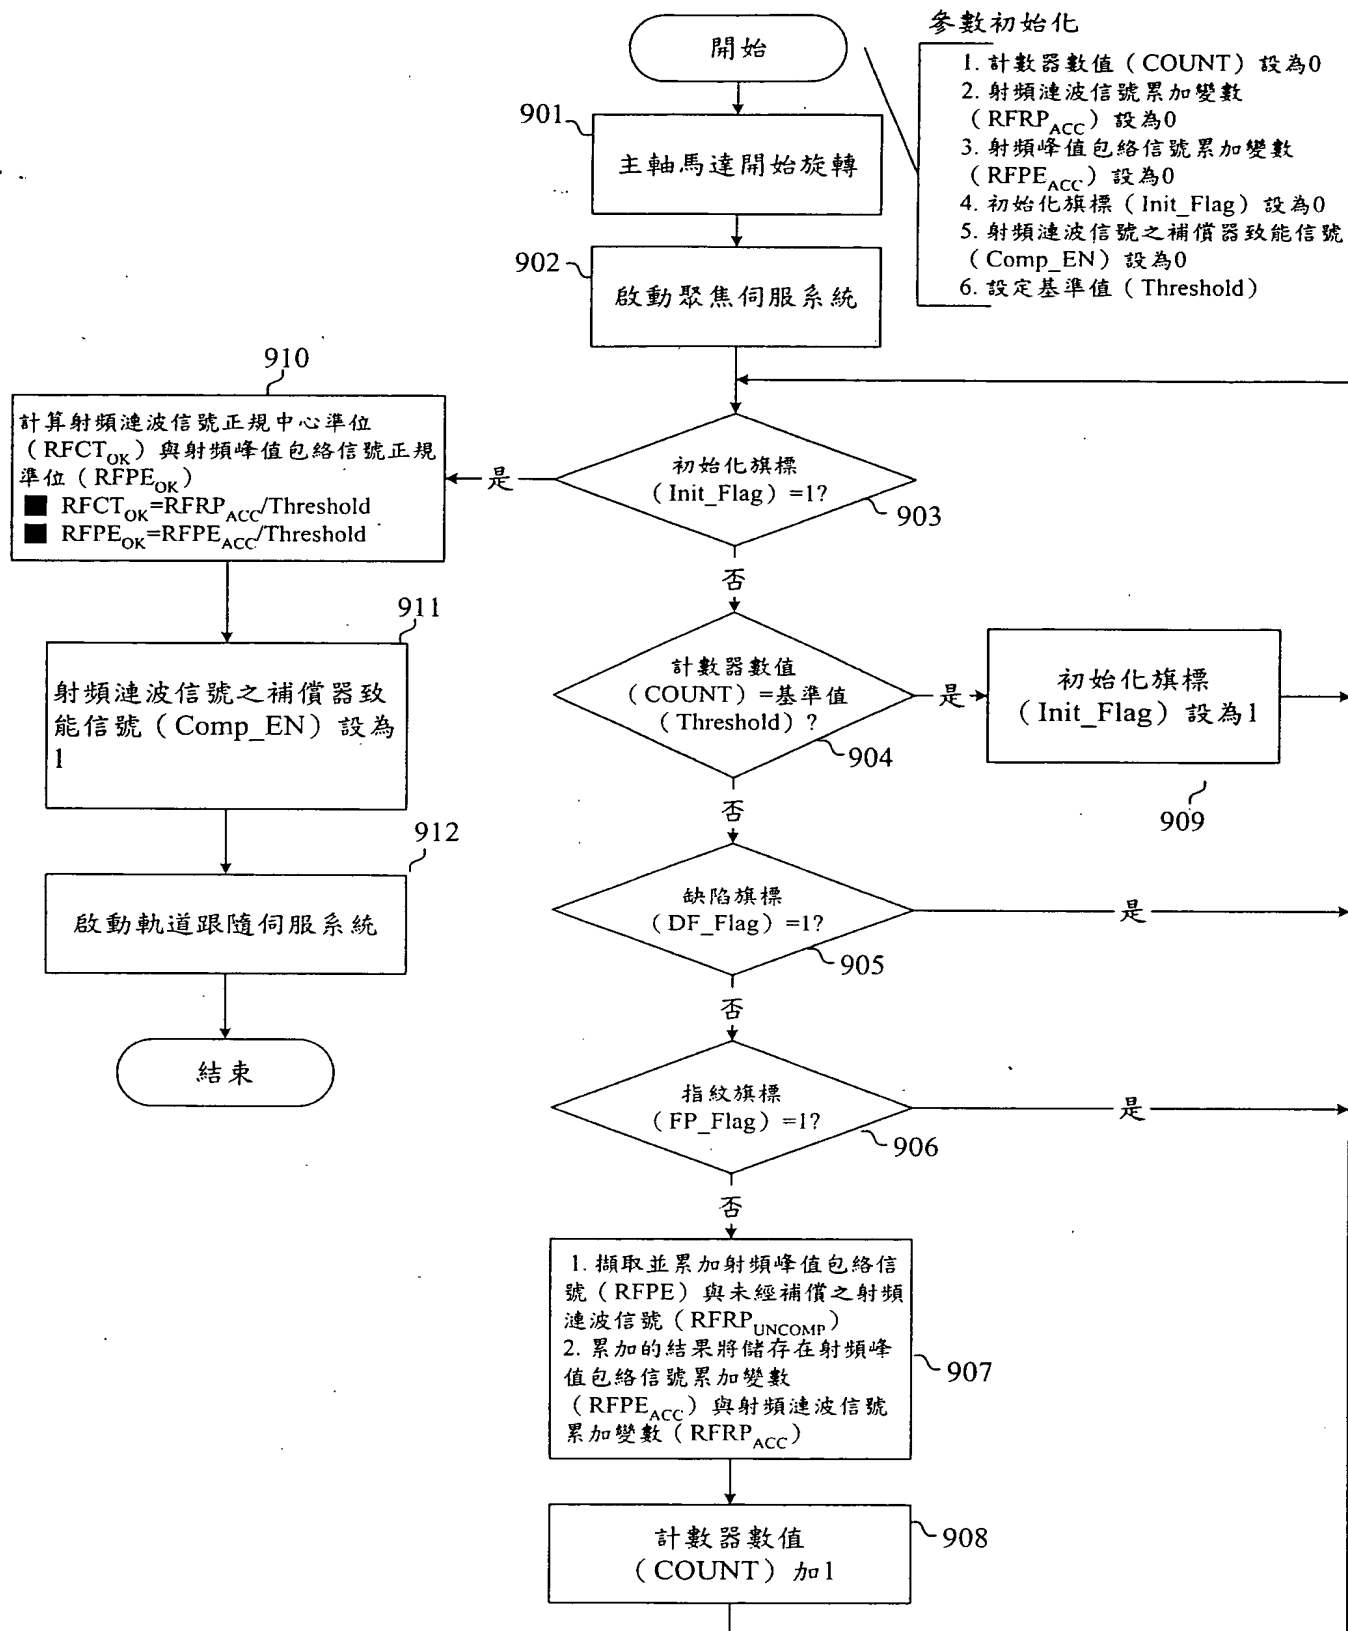 開始
參數初始化
1. 計數器數值（COUNT）設為0
2. 射頻漣波信號累加變數
（RFRP_ACC）設為0
3. 射頻峰值包絡信號累加變數
（RFPE_ACC）設為0
4. 初始化旗標（Init_Flag）設為0
5. 射頻漣波信號之補償器致能信號
（Comp_EN）設為0
6. 設定基準值（Threshold）
901
主軸馬達開始旋轉
902
啟動聚焦伺服系統
910
計算射頻漣波信號正規中心準位
（RFCT_OK）與射頻峰值包絡信號正規
準位（RFPE_OK）
■ RFCT_OK=RFRP_ACC/Threshold
■ RFPE_OK=RFPE_ACC/Threshold
是
初始化旗標
（Init_Flag）=1?
903
否
911
射頻漣波信號之補償器致
能信號（Comp_EN）設為
1
計數器數值
（COUNT）=基準值
（Threshold）?
904
是
初始化旗標
（Init_Flag）設為1
909
否
912
啟動軌道跟隨伺服系統
缺陷旗標
（DF_Flag）=1?
905
是
否
結束
指紋旗標
（FP_Flag）=1?
906
是
否
1. 擷取並累加射頻峰值包絡信
號（RFPE）與未經補償之射頻
漣波信號（RFRP_UNCOMP）
2. 累加的結果將儲存在射頻峰
值包絡信號累加變數
（RFPE_ACC）與射頻漣波信號
累加變數（RFRP_ACC）
907
計數器數值
（COUNT）加1
908